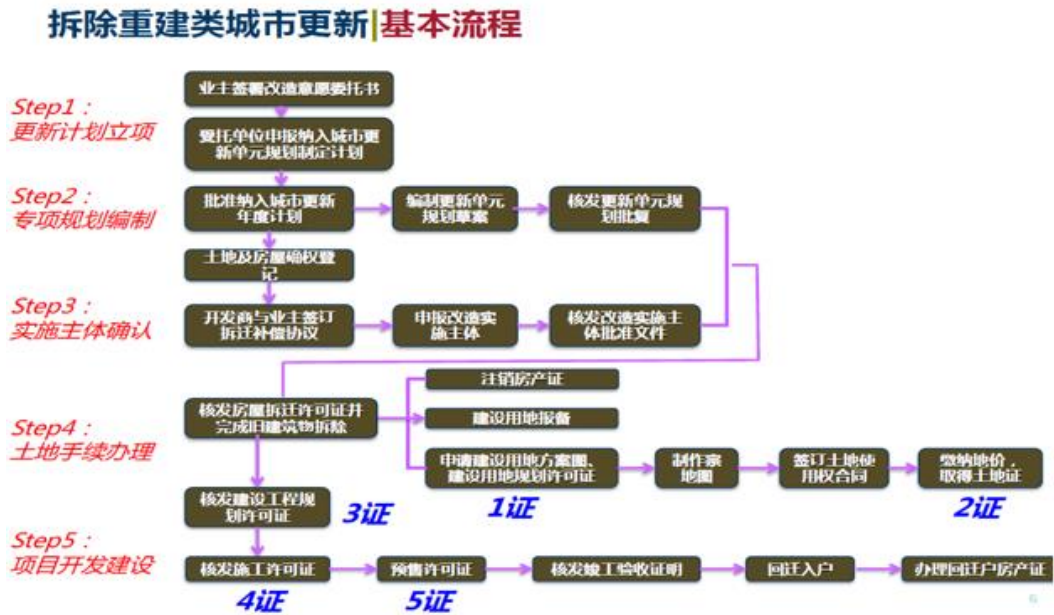 拆除重建类城市更新|基本流程
Step1：
更新计划立项
业主签署改造意愿委托书
委托单位申报纳入城市更
新单元规划制定计划
Step2：
专项规划编制
批准纳入城市更新
年度计划
编制更新单元
规划草案
核发更新单元规
划批复
土地及房屋确权登
记
Step3：
实施主体确认
开发商与业主签订
拆迁补偿协议
申报改造实
施主体
核发改造实施主
体批准文件
Step4：
土地手续办理
核发房屋拆迁许可证并
完成旧建筑物拆除
注销房产证
建设用地报备
申请建设用地方案图、
建设用地规划许可证
制作宗
地图
签订土地使
用权合同
缴纳地价，
取得土地证
1证
2证
核发建设工程规
划许可证
3证
Step5：
项目开发建设
核发施工许可证
预售许可证
核发竣工验收证明
回迁入户
办理回迁户房产证
4证
5证
6